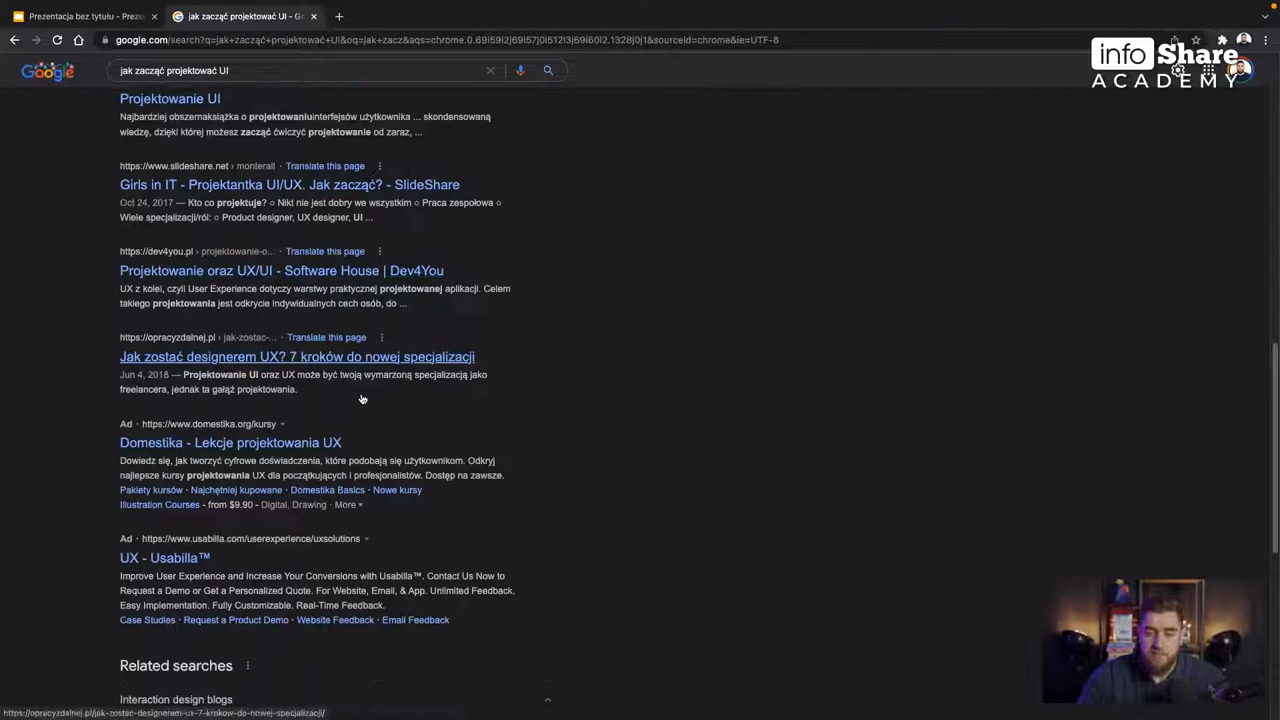 Prezentacja bez tytułu - Prezen
jak zacząć projektować UI - Go
google.com/search?q=jak+zacząć+projektować+UI&oq=jak+zacz&aqs=chrome.0.69i59l2j69i57j0i512l3j69i60l2.1328j0j1&sourceid=chrome&ie=UTF-8
info Share
ACADEMY
Google
jak zacząć projektować UI
Projektowanie UI
Najbardziej obszernaksiążka o projektowaniuinterfejsów użytkownika ... skondensowaną
wiedzę, dzięki której możesz zacząć ćwiczyć projektowanie od zaraz, ...
https://www.slideshare.net › monterail · Translate this page
Girls in IT - Projektantka UI/UX. Jak zacząć? - SlideShare
Oct 24, 2017 — Kto co projektuje? ○ Nikt nie jest dobry we wszystkim ○ Praca zespołowa ○
Wiele specjalizacji/ról: ○ Product designer, UX designer, UI ...
https://dev4you.pl › projektowanie-o... · Translate this page
Projektowanie oraz UX/UI - Software House | Dev4You
UX z kolei, czyli User Experience dotyczy warstwy praktycznej projektowanej aplikacji. Celem
takiego projektowania jest odkrycie indywidualnych cech osób, do ...
https://opracyzdalnej.pl › jak-zostac-... · Translate this page
Jak zostać designerem UX? 7 kroków do nowej specjalizacji
Jun 4, 2018 — Projektowanie UI oraz UX może być twoją wymarzoną specjalizacją jako
freelancera, jednak ta gałąź projektowania.
Ad · https://www.domestika.org/kursy
Domestika - Lekcje projektowania UX
Dowiedz się, jak tworzyć cyfrowe doświadczenia, które podobają się użytkownikom. Odkryj
najlepsze kursy projektowania UX dla początkujących i profesjonalistów. Dostęp na zawsze.
Pakiety kursów · Najchętniej kupowane · Domestika Basics · Nowe kursy
Illustration Courses - from $9.90 - Digital, Drawing · More
Ad · https://www.usabilla.com/userexperience/uxsolutions
UX - Usabilla™
Improve User Experience and Increase Your Conversions with Usabilla™. Contact Us Now to
Request a Demo or Get a Personalized Quote. For Website, Email, & App. Unlimited Feedback.
Easy Implementation. Fully Customizable. Real-Time Feedback.
Case Studies · Request a Product Demo · Website Feedback · Email Feedback
Related searches
Interaction design blogs
https://opracyzdalnej.pl/jak-zostac-designerem-ux-7-krokow-do-nowej-specjalizacji/